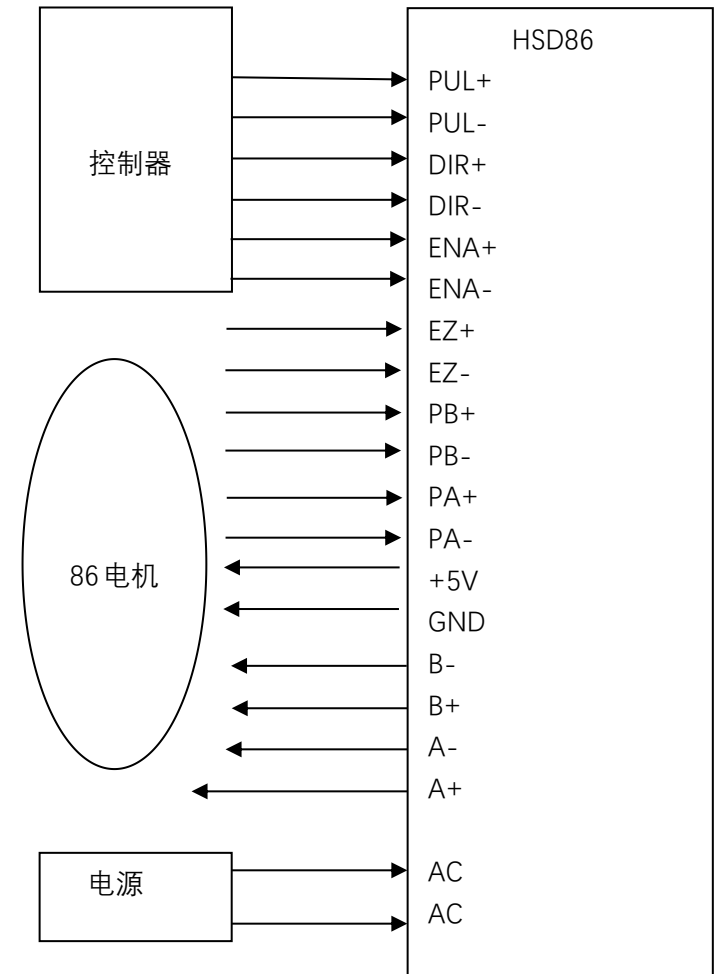 HSD86
控制器
PUL+
PUL-
DIR+
DIR-
ENA+
ENA-
EZ+
EZ-
PB+
PB-
PA+
PA-
86电机
+5V
GND
B-
B+
A-
A+
电源
AC
AC